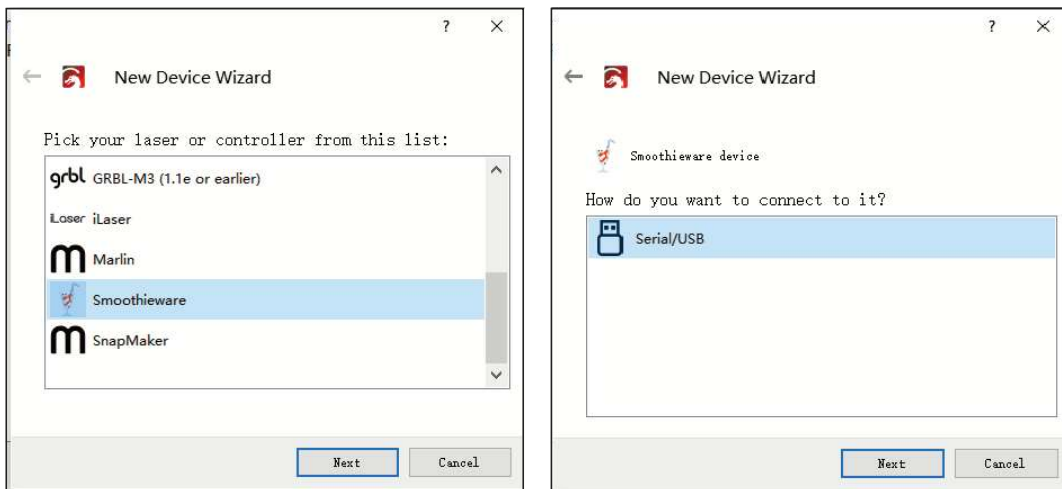 ?
New Device Wizard
Pick your laser or controller from this list:
grbl GRBL-M3 (1.1e or earlier)
iLaser iLaser
Marlin
Smoothieware
SnapMaker
Next Cancel
?
New Device Wizard
Smoothieware device
How do you want to connect to it?
Serial/USB
Next Cancel